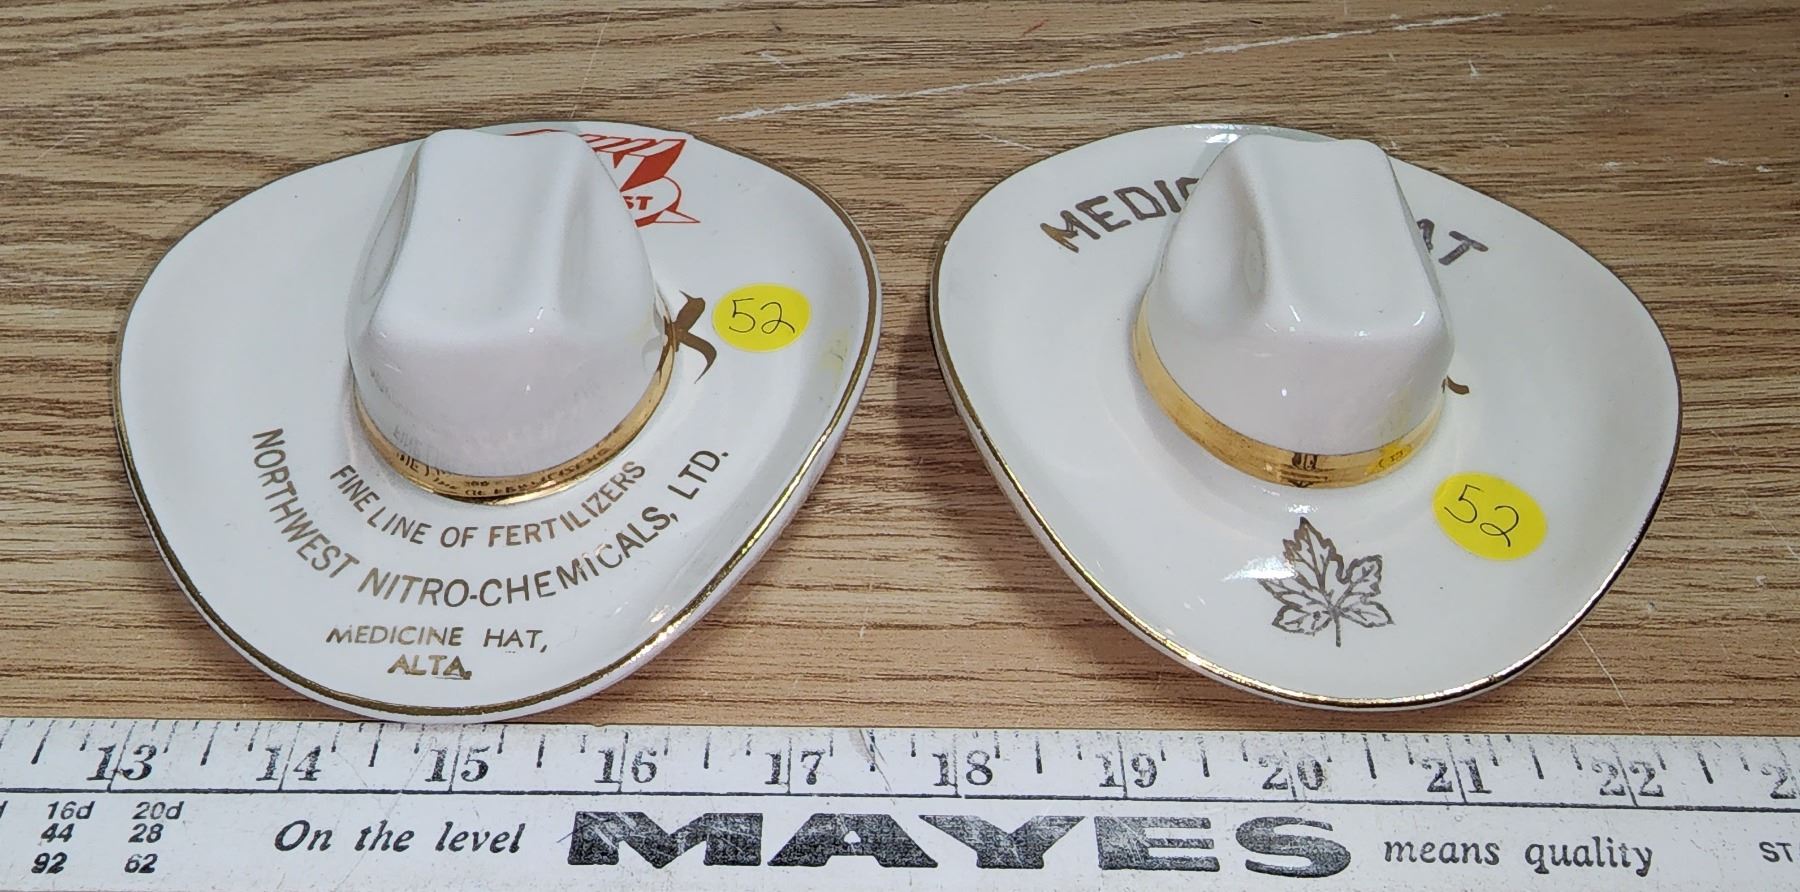 52
FINE LINE OF FERTILIZERS
NORTHWEST NITRO-CHEMICALS, LTD.
MEDICINE HAT,
ALTA.
52
13 14 15 16 17 18 19 20 21 22
16d 20d
44 28
92 62
On the level MAYES means quality